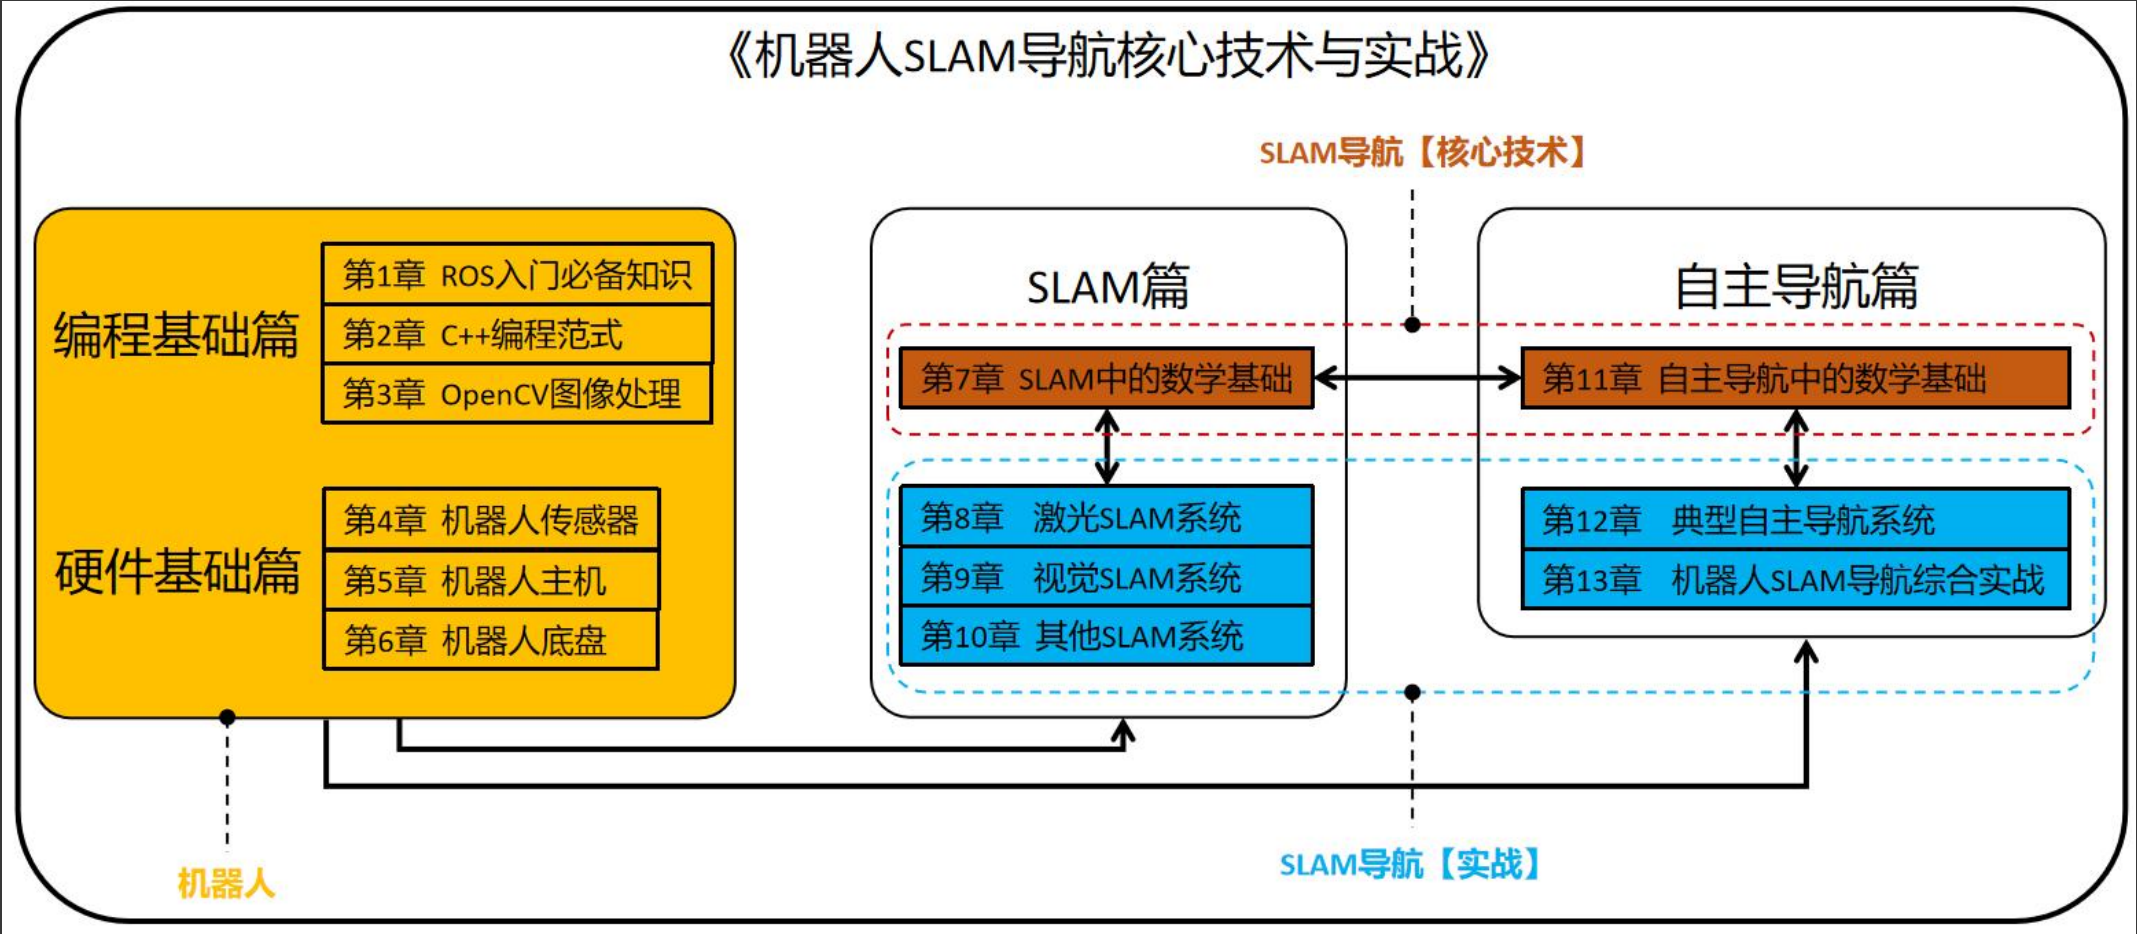 《机器人SLAM导航核心技术与实战》
SLAM导航【核心技术】
编程基础篇
第1章 ROS入门必备知识
第2章 C++编程范式
第3章 OpenCV图像处理
硬件基础篇
第4章 机器人传感器
第5章 机器人主机
第6章 机器人底盘
机器人
SLAM篇
第7章 SLAM中的数学基础
第8章 激光SLAM系统
第9章 视觉SLAM系统
第10章 其他SLAM系统
自主导航篇
第11章 自主导航中的数学基础
第12章 典型自主导航系统
第13章 机器人SLAM导航综合实战
SLAM导航【实战】